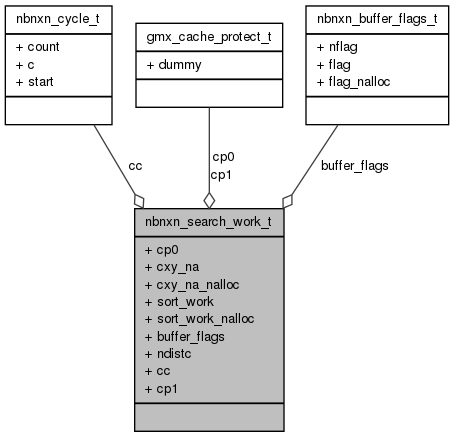 nbnxn_cycle_t
+ count
+ c
+ start
gmx_cache_protect_t
+ dummy
nbnxn_buffer_flags_t
+ nflag
+ flag
+ flag_nalloc
cc
cp0
cp1
buffer_flags
nbnxn_search_work_t
+ cp0
+ cxy_na
+ cxy_na_nalloc
+ sort_work
+ sort_work_nalloc
+ buffer_flags
+ ndistc
+ cc
+ cp1